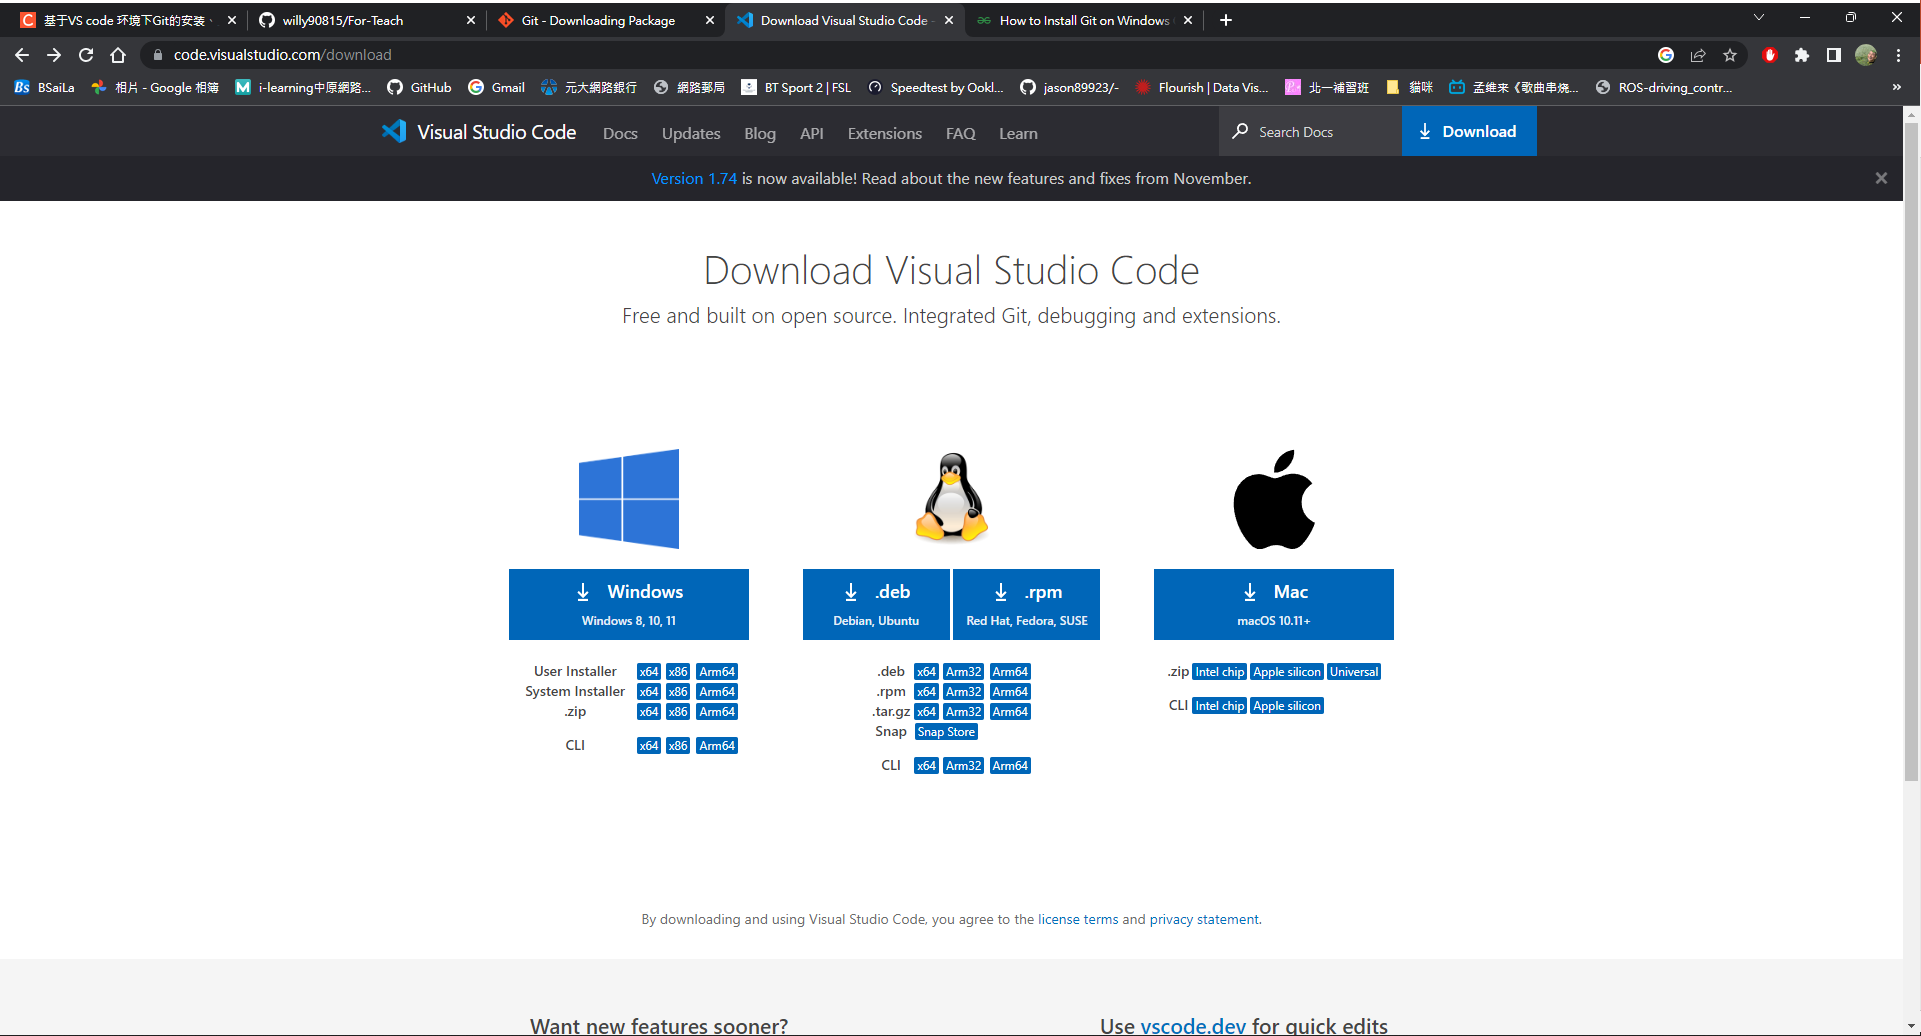 基于VS code 环境下Git的安装、
willy90815/For-Teach
Git - Downloading Package
Download Visual Studio Code -
How to Install Git on Windows
code.visualstudio.com/download
BSaiLa
相片 - Google 相簿
i-learning中原網路...
GitHub
Gmail
元大網路銀行
網路郵局
BT Sport 2 | FSL
Speedtest by Ookl...
jason89923/-
Flourish | Data Vis...
北一補習班
貓咪
孟维来《歌曲串烧...
ROS-driving_contr...
»
Visual Studio Code
Docs
Updates
Blog
API
Extensions
FAQ
Learn
Search Docs
Download
Version 1.74 is now available! Read about the new features and fixes from November.
Download Visual Studio Code
Free and built on open source. Integrated Git, debugging and extensions.
Windows
Windows 8, 10, 11
User Installer x64 x86 Arm64
System Installer x64 x86 Arm64
.zip x64 x86 Arm64
CLI x64 x86 Arm64
.deb
Debian, Ubuntu
.rpm
Red Hat, Fedora, SUSE
.deb x64 Arm32 Arm64
.rpm x64 Arm32 Arm64
.tar.gz x64 Arm32 Arm64
Snap Snap Store
CLI x64 Arm32 Arm64
Mac
macOS 10.11+
.zip Intel chip Apple silicon Universal
CLI Intel chip Apple silicon
By downloading and using Visual Studio Code, you agree to the license terms and privacy statement.
Want new features sooner?
Use vscode.dev for quick edits